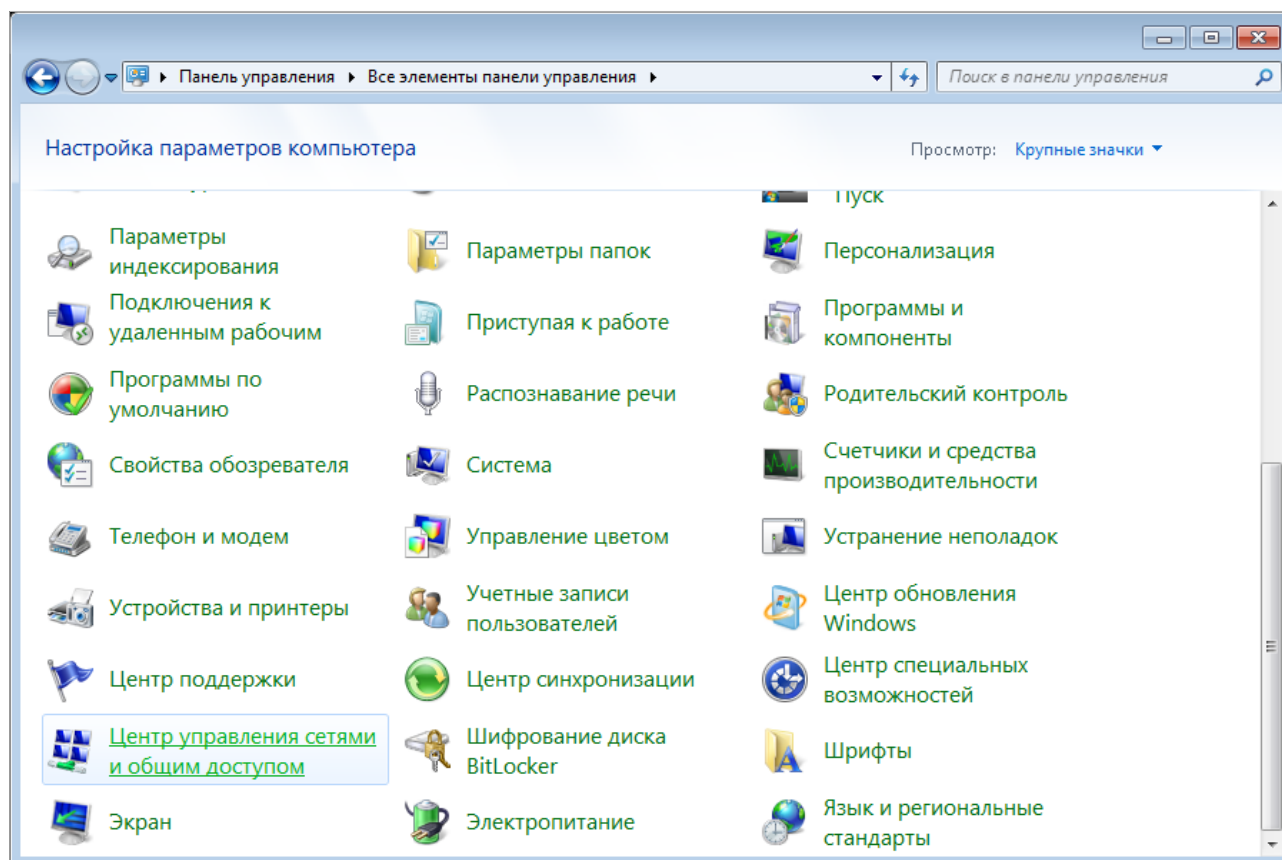 Панель управления Все элементы панели управления
Поиск в панели управления
Настройка параметров компьютера
Просмотр: Крупные значки
Пуск
Параметры
индексирования
Параметры папок
Персонализация
Подключения к
удаленным рабочим
Приступая к работе
Программы и
компоненты
Программы по
умолчанию
Распознавание речи
Родительский контроль
Свойства обозревателя
Система
Счетчики и средства
производительности
Телефон и модем
Управление цветом
Устранение неполадок
Устройства и принтеры
Учетные записи
пользователей
Центр обновления
Windows
Центр поддержки
Центр синхронизации
Центр специальных
возможностей
Центр управления сетями
и общим доступом
Шифрование диска
BitLocker
Шрифты
Экран
Электропитание
Язык и региональные
стандарты